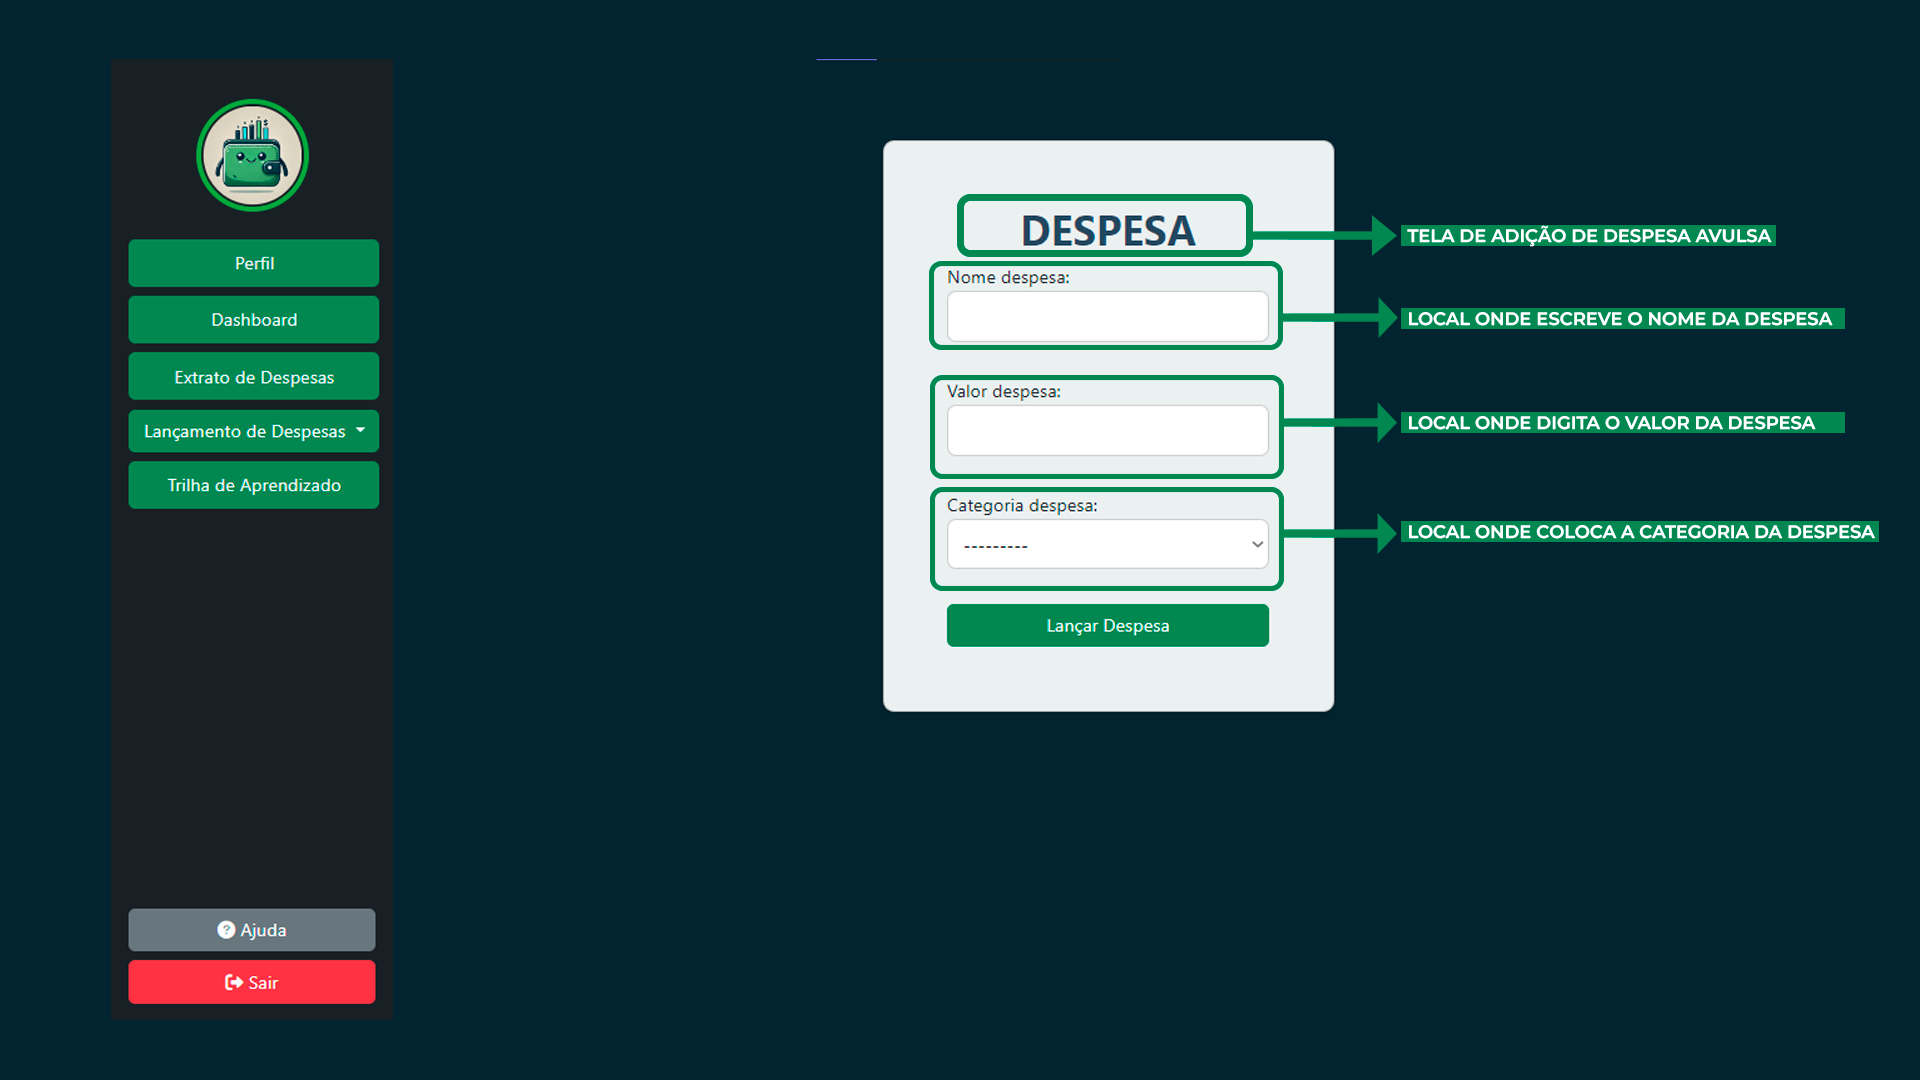 Perfil
Dashboard
Extrato de Despesas
Lançamento de Despesas
Trilha de Aprendizado
Ajuda
Sair
DESPESA
TELA DE ADIÇÃO DE DESPESA AVULSA
Nome despesa:
LOCAL ONDE ESCREVE O NOME DA DESPESA
Valor despesa:
LOCAL ONDE DIGITA O VALOR DA DESPESA
Categoria despesa:
---------
LOCAL ONDE COLOCA A CATEGORIA DA DESPESA
Lançar Despesa